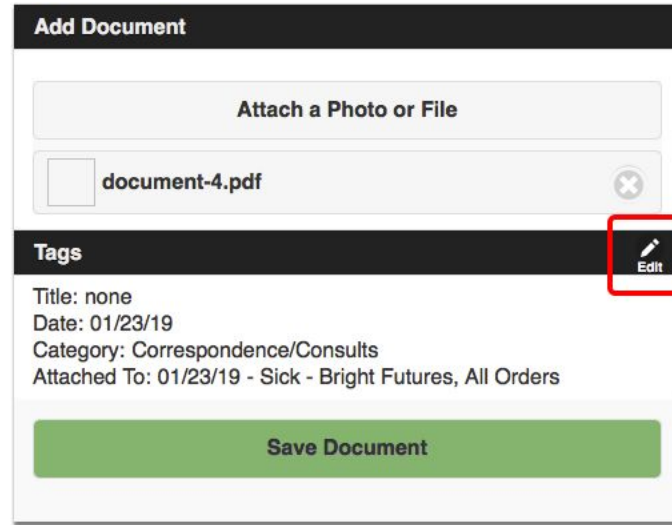 Add Document
Attach a Photo or File
document-4.pdf
Tags
Edit
Title: none
Date: 01/23/19
Category: Correspondence/Consults
Attached To: 01/23/19 - Sick - Bright Futures, All Orders
Save Document